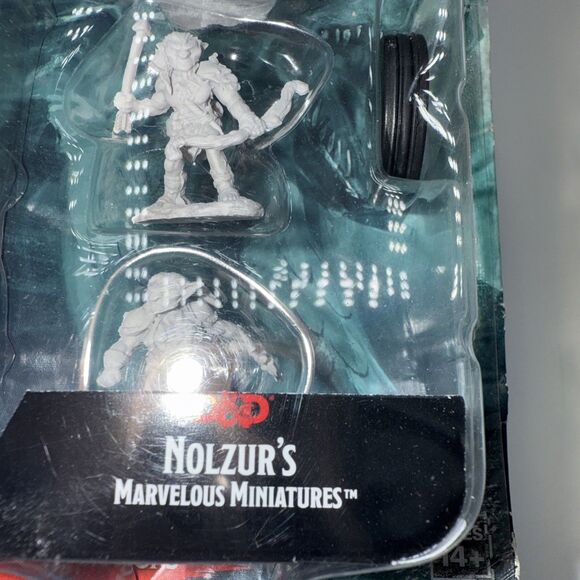 D&D
NOLZUR'S
MARVELOUS MINIATURES™
14+